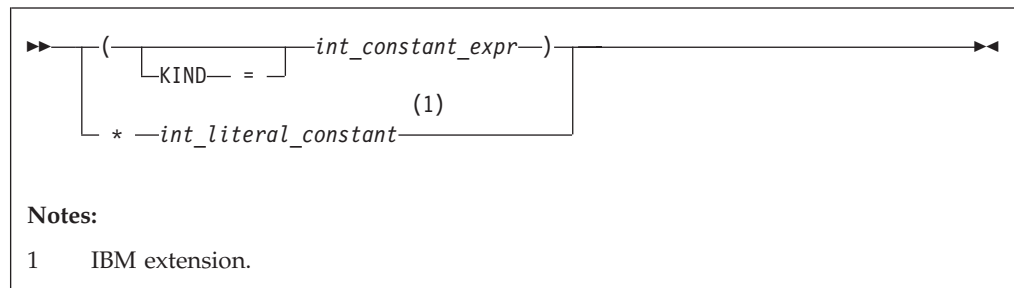 ( int_constant_expr )
KIND =
(1)
* int_literal_constant
Notes:
1 IBM extension.